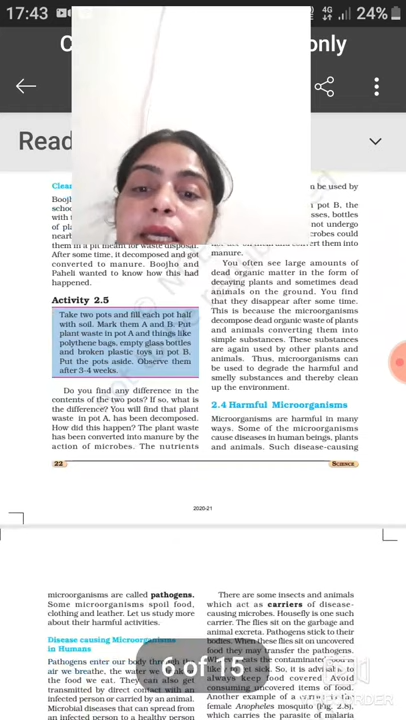 17:43
4G
24%
C
only
Read
Clean
Boojh
schoo
with t
of pla
nearb
them in a pit meant for waste disposal.
After some time, it decomposed and got
converted to manure. Boojho and
Paheli wanted to know how this had
happened.
Activity 2.5
Take two pots and fill each pot half
with soil. Mark them A and B. Put
plant waste in pot A and things like
polythene bags, empty glass bottles
and broken plastic toys in pot B.
Put the pots aside. Observe them
after 3-4 weeks.
Do you find any difference in the
contents of the two pots? If so, what is
the difference? You will find that plant
waste in pot A, has been decomposed.
How did this happen? The plant waste
has been converted into manure by the
action of microbes. The nutrients
22
n be used by
n pot B, the
sses, bottles
not undergo
robes could
vert them into
manure.
You often see large amounts of
dead organic matter in the form of
decaying plants and sometimes dead
animals on the ground. You find
that they disappear after some time.
This is because the microorganisms
decompose dead organic waste of plants
and animals converting them into
simple substances. These substances
are again used by other plants and
animals. Thus, microorganisms can
be used to degrade the harmful and
smelly substances and thereby clean
up the environment.
2.4 Harmful Microorganisms
Microorganisms are harmful in many
ways. Some of the microorganisms
cause diseases in human beings, plants
and animals. Such disease-causing
SCIENCE
2020-21
microorganisms are called pathogens.
Some microorganisms spoil food,
clothing and leather. Let us study more
about their harmful activities.
Disease causing Microorganisms
in Humans
Pathogens enter our body through the
air we breathe, the water we
the food we eat. They can also get
transmitted by direct contact with an
infected person or carried by an animal.
Microbial diseases that can spread from
an infected person to a healthy person
There are some insects and animals
which act as carriers of disease-
causing microbes. Housefly is one such
carrier. The flies sit on the garbage and
animal excreta. Pathogens stick to their
bodies. When these flies sit on uncovered
food they may transfer the pathogens.
eats the contaminated food
get sick. So, it is advisable to
always food covered. Avoid
consuming uncovered items of food.
Another example of a carrier is the
female Anopheles mosquito (Fig. 2.8),
which carries the parasite of malaria
6 of 15